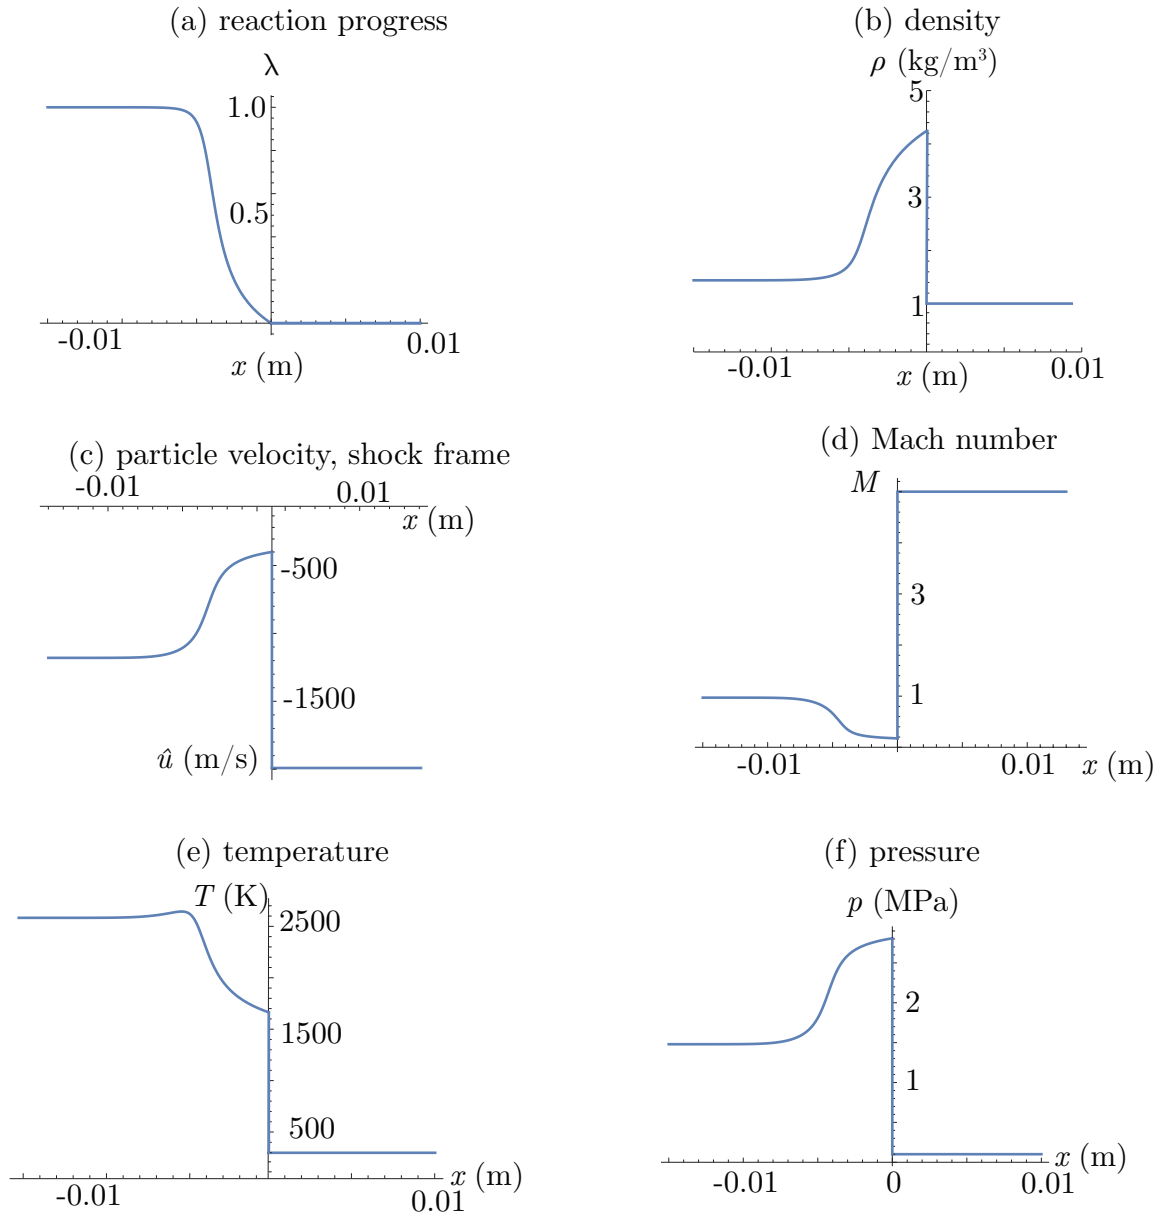 (a) reaction progress
λ
1.0
0.5
-0.01
0.01
x (m)
(b) density
ρ (kg/m³)
5
3
1
-0.01
0.01
x (m)
(c) particle velocity, shock frame
-0.01
0.01
x (m)
-500
-1500
û (m/s)
(d) Mach number
M
3
1
-0.01
0.01
x (m)
(e) temperature
T (K)
2500
1500
500
x (m)
-0.01
0.01
(f) pressure
p (MPa)
2
1
x (m)
-0.01
0
0.01